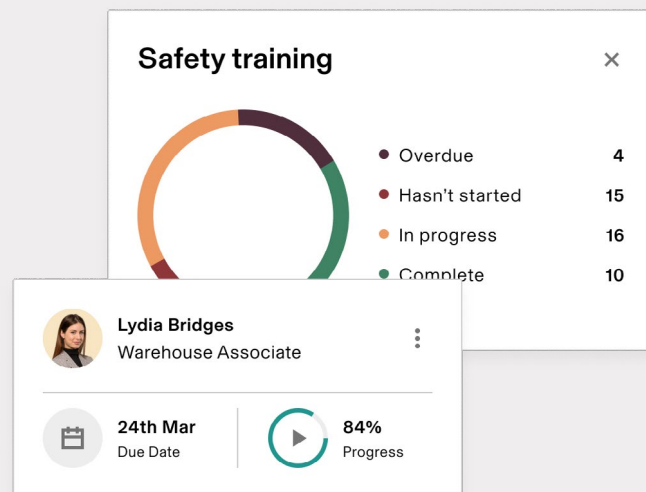 Safety training
Overdue 4
Hasn't started 15
In progress 16
Complete 10
Lydia Bridges
Warehouse Associate
24th Mar
Due Date
84%
Progress